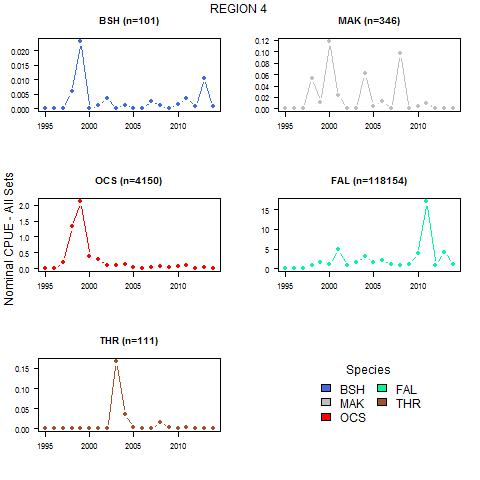 REGION 4
BSH (n=101)
MAK (n=346)
0.020
0.015
0.010
0.005
0.000
1995 2000 2005 2010
0.12
0.10
0.08
0.06
0.04
0.02
0.00
1995 2000 2005 2010
Nominal CPUE - All Sets
OCS (n=4150)
FAL (n=118154)
2.0
1.5
1.0
0.5
0.0
1995 2000 2005 2010
15
10
5
0
1995 2000 2005 2010
THR (n=111)
0.15
0.10
0.05
0.00
1995 2000 2005 2010
Species
BSH FAL
MAK THR
OCS